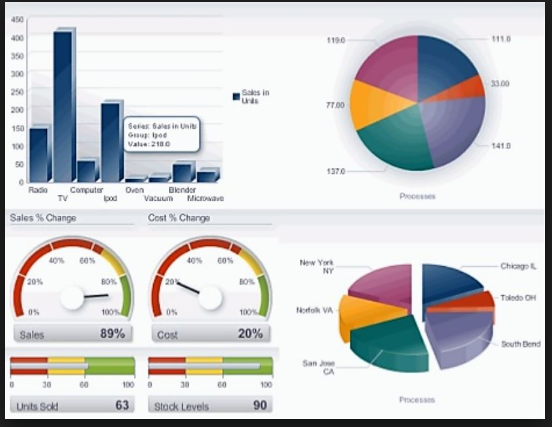 450
400
350
300
250
200
150
100
50
0
Sales in
Units
Series: Sales in Units
Group: Ipod
Value: 218.0
Radio
TV
Computer
Ipod
Oven
Vacuum
Blender
Microwave
119.0
111.0
33.00
77.00
141.0
137.0
Processes
Sales % Change
Cost % Change
40% 60%
20% 80%
0% 100%
40% 60%
20% 80%
0% 100%
Sales 89%
Cost 20%
0 30 60 100
0 30 60 100
Units Sold 63
Stock Levels 90
New York
NY
Chicago IL
Toledo OH
Norfolk VA
South Bend
San Jose
CA
Processes